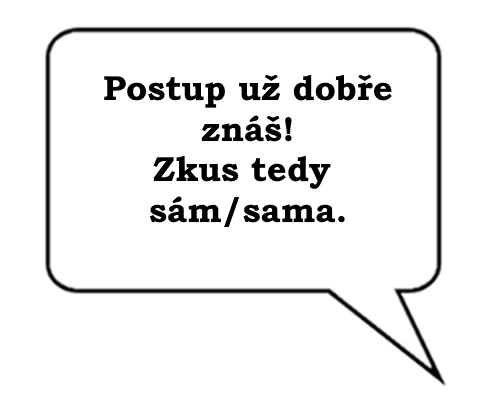 Postup už dobře
znáš!
Zkus tedy
sám/sama.